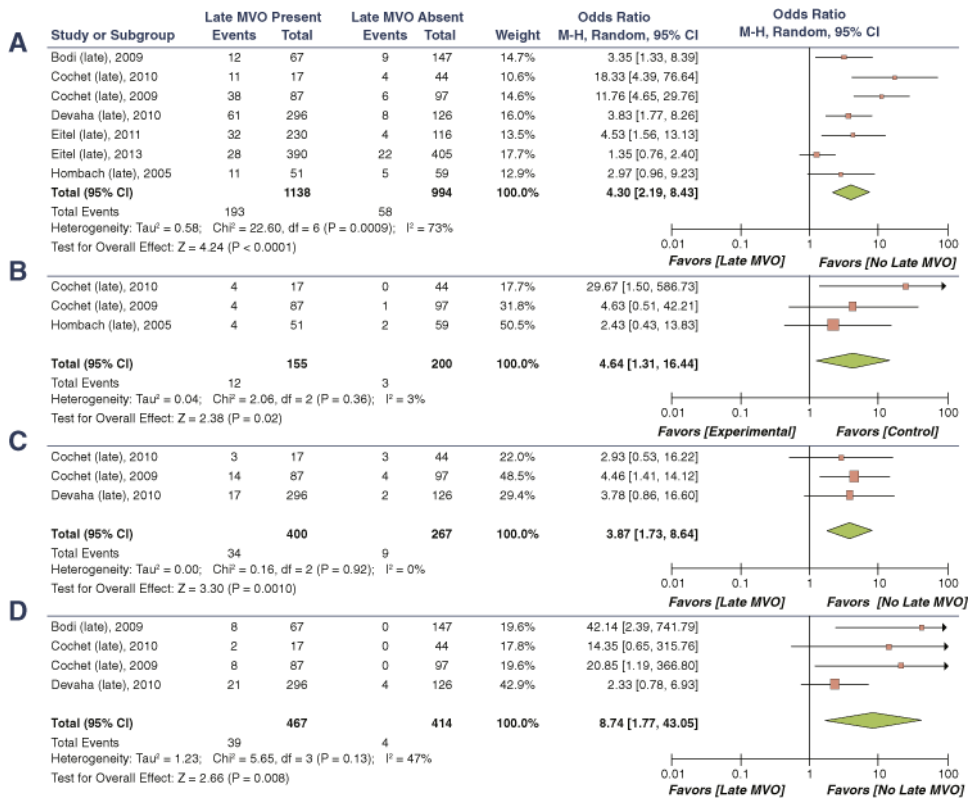 Late MVO Present Late MVO Absent Odds Ratio Odds Ratio
A Study or Subgroup Events Total Events Total Weight M-H, Random, 95% CI M-H, Random, 95% CI
Bodi (late), 2009 12 67 9 147 14.7% 3.35 [1.33, 8.39]
Cochet (late), 2010 11 17 4 44 10.6% 18.33 [4.39, 76.64]
Cochet (late), 2009 38 87 6 97 14.6% 11.76 [4.65, 29.76]
Devaha (late), 2010 61 296 8 126 16.0% 3.83 [1.77, 8.26]
Eitel (late), 2011 32 230 4 116 13.5% 4.53 [1.56, 13.13]
Eitel (late), 2013 28 390 22 405 17.7% 1.35 [0.76, 2.40]
Hombach (late), 2005 11 51 5 59 12.9% 2.97 [0.96, 9.23]
Total (95% CI) 1138 994 100.0% 4.30 [2.19, 8.43]
Total Events 193 58
Heterogeneity: Tau² = 0.58; Chi² = 22.60, df = 6 (P = 0.0009); I² = 73%
Test for Overall Effect: Z = 4.24 (P < 0.0001)
0.01 0.1 1 10 100
Favors [Late MVO] Favors [No Late MVO]
B
Cochet (late), 2010 4 17 0 44 17.7% 29.67 [1.50, 586.73]
Cochet (late), 2009 4 87 1 97 31.8% 4.63 [0.51, 42.21]
Hombach (late), 2005 4 51 2 59 50.5% 2.43 [0.43, 13.83]
Total (95% CI) 155 200 100.0% 4.64 [1.31, 16.44]
Total Events 12 3
Heterogeneity: Tau² = 0.04; Chi² = 2.06, df = 2 (P = 0.36); I² = 3%
Test for Overall Effect: Z = 2.38 (P = 0.02)
0.01 0.1 1 10 100
Favors [Experimental] Favors [Control]
C
Cochet (late), 2010 3 17 3 44 22.0% 2.93 [0.53, 16.22]
Cochet (late), 2009 14 87 4 97 48.5% 4.46 [1.41, 14.12]
Devaha (late), 2010 17 296 2 126 29.4% 3.78 [0.86, 16.60]
Total (95% CI) 400 267 100.0% 3.87 [1.73, 8.64]
Total Events 34 9
Heterogeneity: Tau² = 0.00; Chi² = 0.16, df = 2 (P = 0.92); I² = 0%
Test for Overall Effect: Z = 3.30 (P = 0.0010)
0.01 0.1 1 10 100
Favors [Late MVO] Favors [No Late MVO]
D
Bodi (late), 2009 8 67 0 147 19.6% 42.14 [2.39, 741.79]
Cochet (late), 2010 2 17 0 44 17.8% 14.35 [0.65, 315.76]
Cochet (late), 2009 8 87 0 97 19.6% 20.85 [1.19, 366.80]
Devaha (late), 2010 21 296 4 126 42.9% 2.33 [0.78, 6.93]
Total (95% CI) 467 414 100.0% 8.74 [1.77, 43.05]
Total Events 39 4
Heterogeneity: Tau² = 1.23; Chi² = 5.65, df = 3 (P = 0.13); I² = 47%
Test for Overall Effect: Z = 2.66 (P = 0.008)
0.01 0.1 1 10 100
Favors [Late MVO] Favors [No Late MVO]